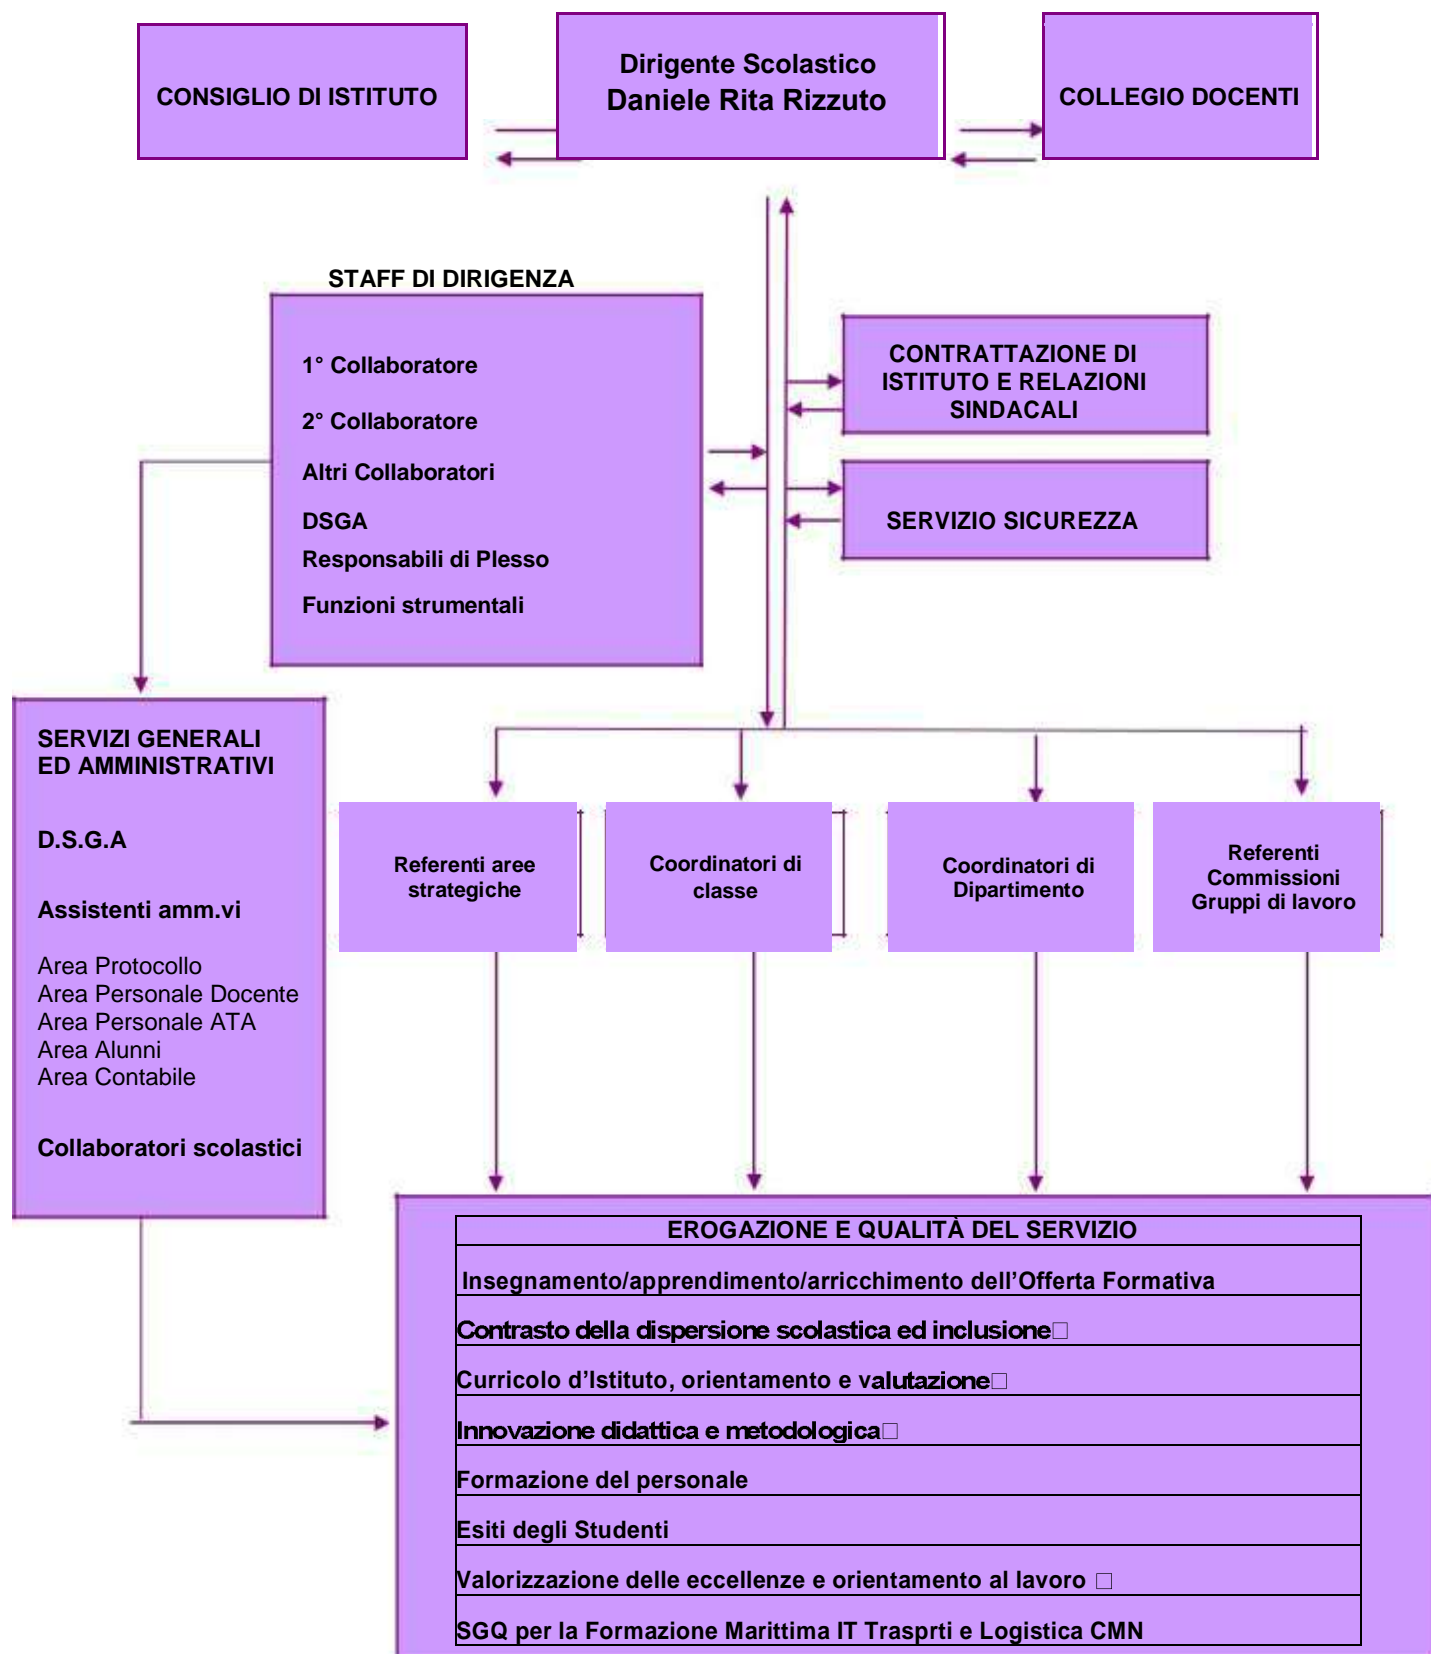 CONSIGLIO DI ISTITUTO
Dirigente Scolastico
Daniele Rita Rizzuto
COLLEGIO DOCENTI
STAFF DI DIRIGENZA
1° Collaboratore
2° Collaboratore
Altri Collaboratori
DSGA
Responsabili di Plesso
Funzioni strumentali
CONTRATTAZIONE DI
ISTITUTO E RELAZIONI
SINDACALI
SERVIZIO SICUREZZA
SERVIZI GENERALI
ED AMMINISTRATIVI
D.S.G.A
Assistenti amm.vi
Area Protocollo
Area Personale Docente
Area Personale ATA
Area Alunni
Area Contabile
Collaboratori scolastici
Referenti aree
strategiche
Coordinatori di
classe
Coordinatori di
Dipartimento
Referenti
Commissioni
Gruppi di lavoro
EROGAZIONE E QUALITÀ DEL SERVIZIO
Insegnamento/apprendimento/arricchimento dell’Offerta Formativa
Contrasto della dispersione scolastica ed inclusione□
Curricolo d’Istituto, orientamento e valutazione□
Innovazione didattica e metodologica□
Formazione del personale
Esiti degli Studenti
Valorizzazione delle eccellenze e orientamento al lavoro □
SGQ per la Formazione Marittima IT Trasprti e Logistica CMN